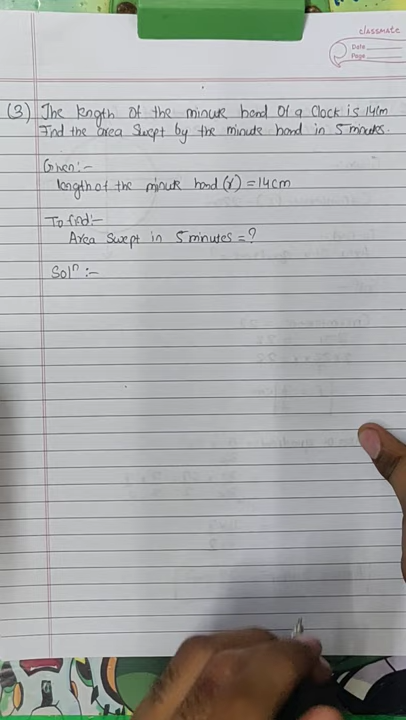 classmate
Date
Page
(3) The length of the minute hand of a clock is 14cm
Find the area swept by the minute hand in 5 minutes.
Given:-
length of the minute hand (r) = 14cm
To find:-
Area swept in 5 minutes = ?
Solⁿ :-